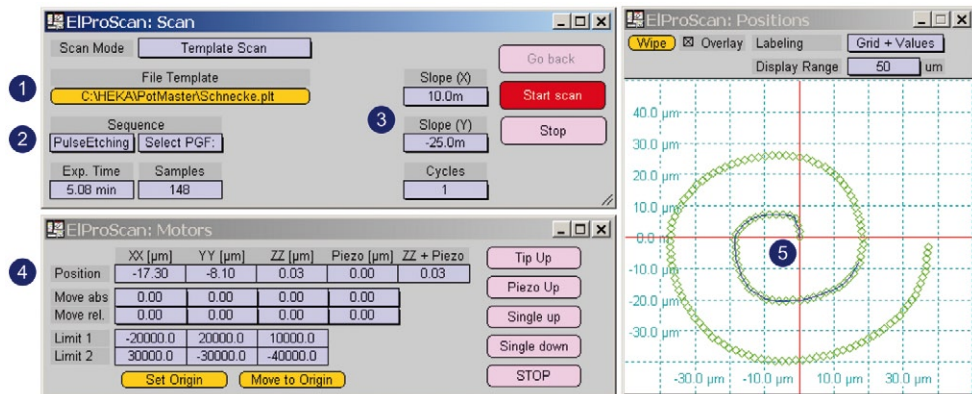 ElProScan: Scan
Scan Mode Template Scan
Go back
1
File Template
C:\HEKA\PotMaster\Schnecke.plt
Slope (X)
10.0m
Start scan
2
Sequence
PulseEtching Select PGF:
3
Slope (Y)
-25.0m
Stop
Exp. Time Samples
5.08 min 148
Cycles
1
ElProScan: Motors
4
XX [µm] YY [µm] ZZ [µm] Piezo [µm] ZZ + Piezo
Position -17.30 -8.10 0.03 0.00 0.03
Move abs 0.00 0.00 0.00 0.00
Move rel. 0.00 0.00 0.00 0.00
Limit 1 -20000.0 20000.0 10000.0
Limit 2 30000.0 -30000.0 -40000.0
Set Origin Move to Origin
Tip Up
Piezo Up
Single up
Single down
STOP
ElProScan: Positions
Wipe Overlay Labeling Grid + Values
Display Range 50 um
40.0 µm
30.0 µm
20.0 µm
10.0 µm
0.0 µm
5
-10.0 µm
-20.0 µm
-30.0 µm
-30.0 µm -10.0 µm 10.0 µm 30.0 µm